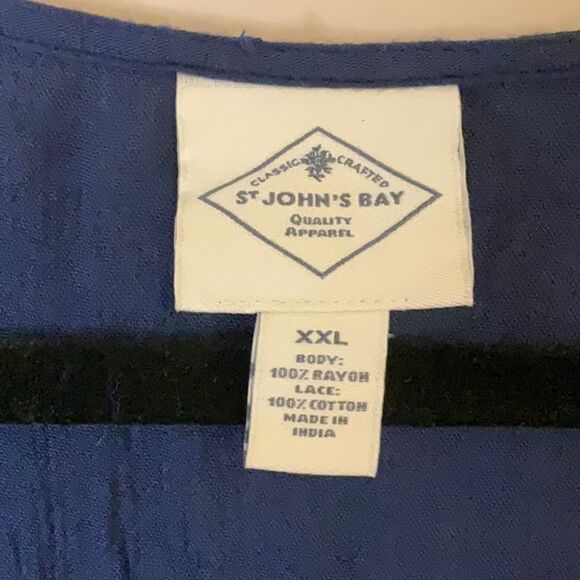 CLASSIC CRAFTED
ST JOHN'S BAY
QUALITY
APPAREL
XXL
BODY:
100% RAYON
LACE:
100% COTTON
MADE IN
INDIA